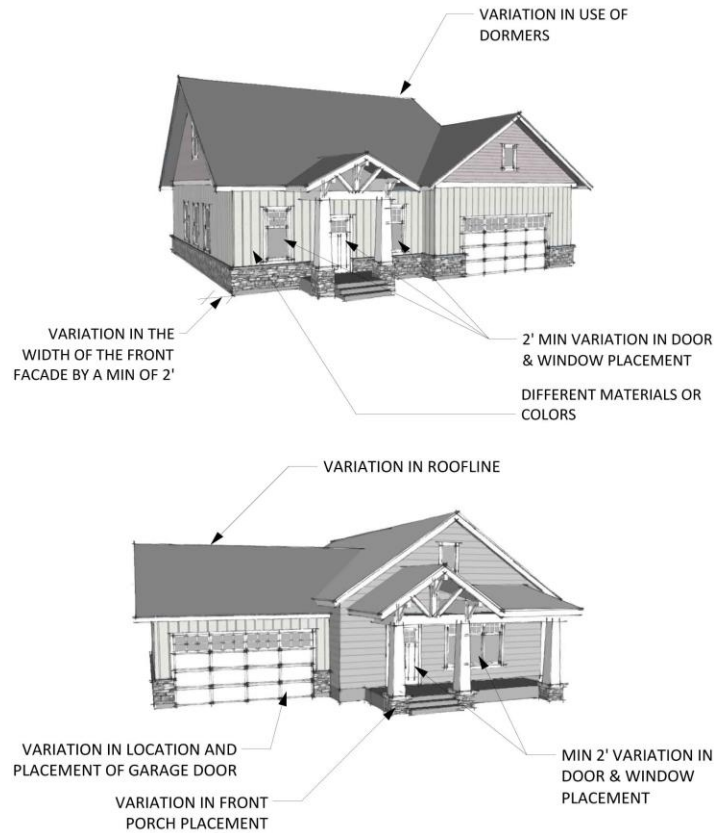 VARIATION IN USE OF
DORMERS
VARIATION IN THE
WIDTH OF THE FRONT
FACADE BY A MIN OF 2'
2' MIN VARIATION IN DOOR
& WINDOW PLACEMENT
DIFFERENT MATERIALS OR
COLORS
VARIATION IN ROOFLINE
VARIATION IN LOCATION AND
PLACEMENT OF GARAGE DOOR
VARIATION IN FRONT
PORCH PLACEMENT
MIN 2' VARIATION IN
DOOR & WINDOW
PLACEMENT